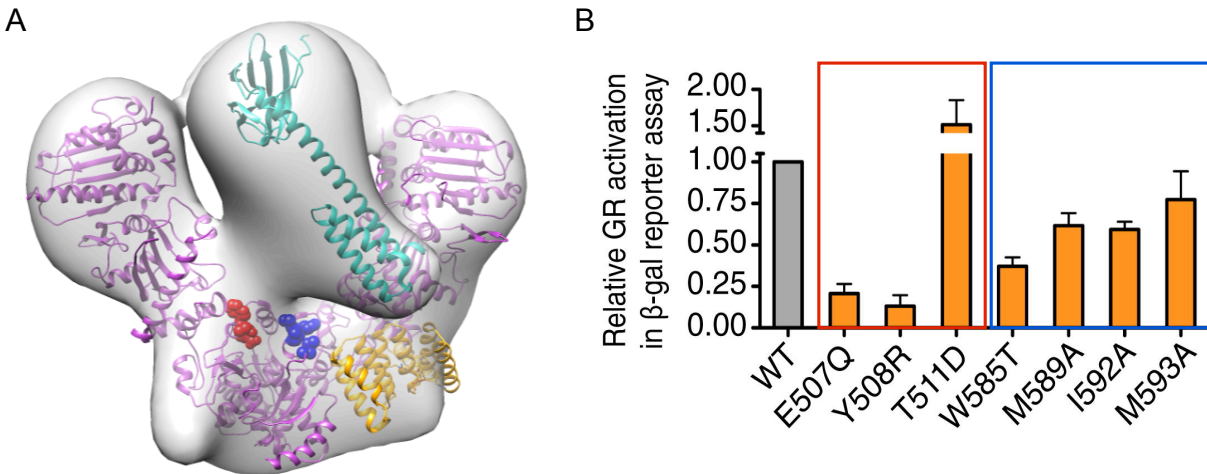 A
B
Relative GR activation
in β-gal reporter assay
2.00
1.50
1.00
0.75
0.50
0.25
0.00
WT
E507Q
Y508R
T511D
W585T
M589A
I592A
M593A